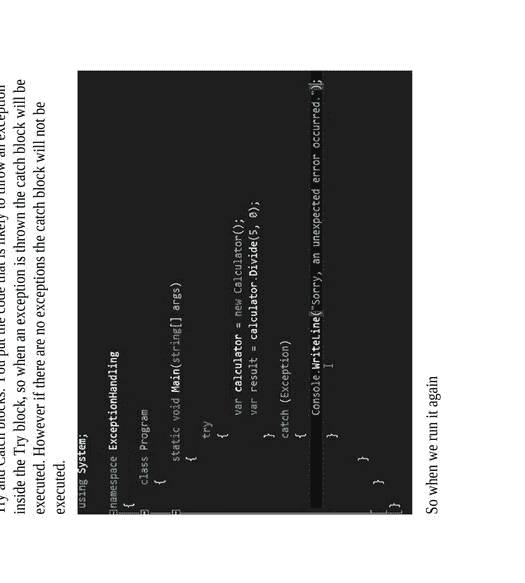 Try and Catch blocks. You put the code that is likely to throw an exception
inside the Try block, so when an exception is thrown the catch block will be
executed. However if there are no exceptions the catch block will not be
executed.
using System;
namespace ExceptionHandling
{
class Program
{
static void Main(string[] args)
{
try
{
var calculator = new Calculator();
var result = calculator.Divide(5, 0);
}
catch (Exception)
{
Console.WriteLine("Sorry, an unexpected error occurred.");
}
}
}
}
So when we run it again